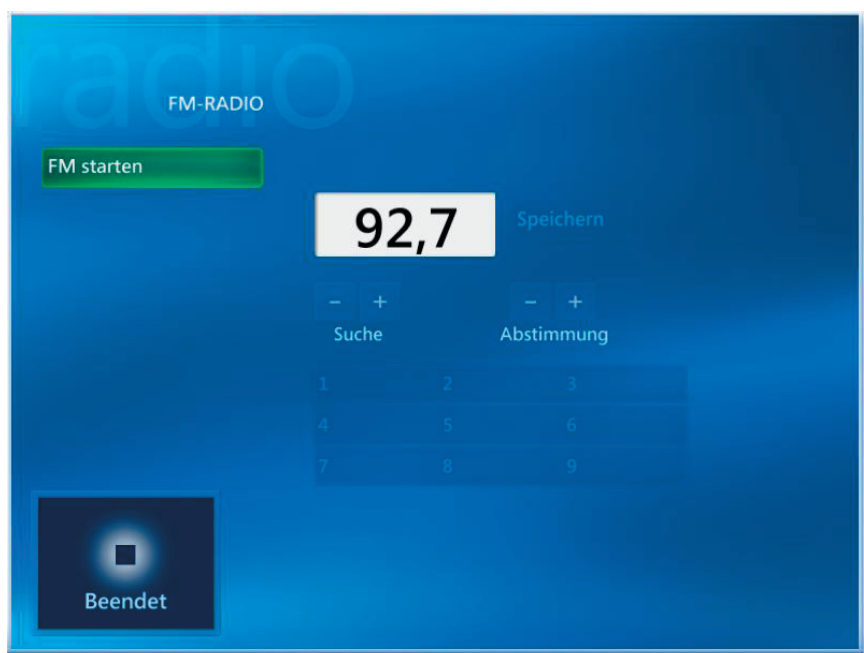 radio
FM-RADIO
FM starten
92,7 Speichern
– + – +
Suche Abstimmung
1 2 3
4 5 6
7 8 9
Beendet